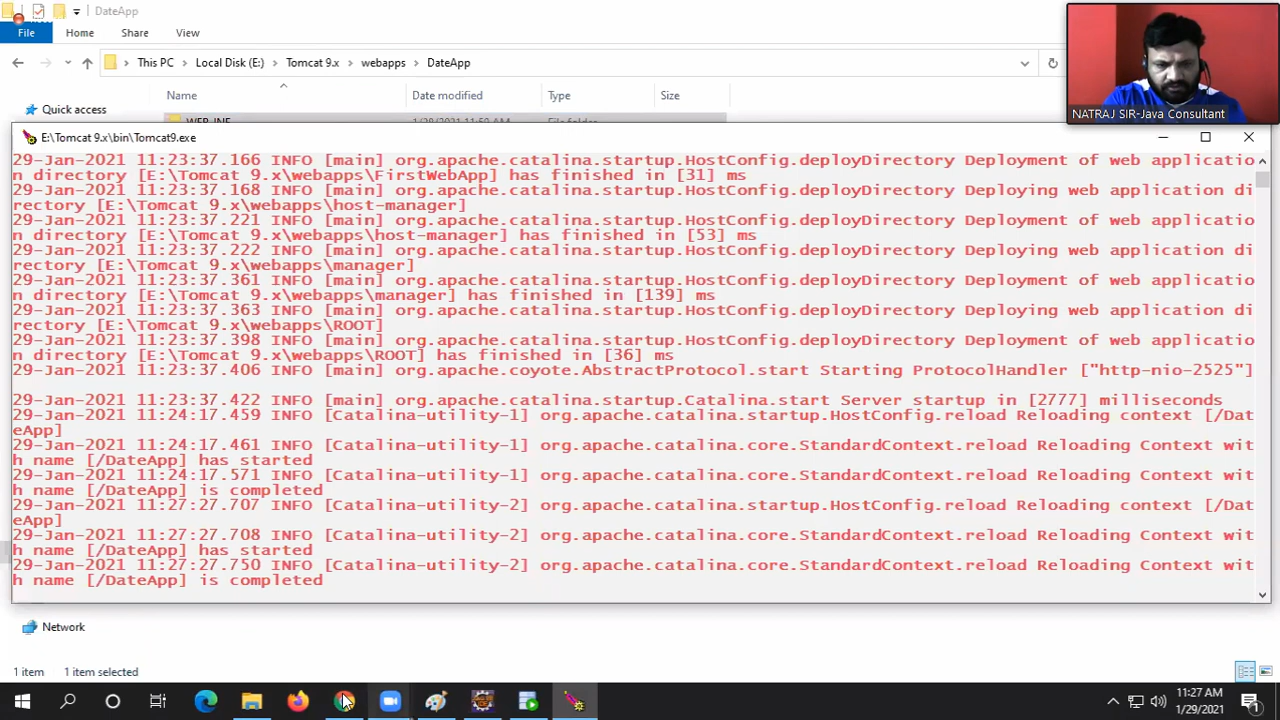 DateApp
File Home Share View
This PC Local Disk (E:) Tomcat 9.x webapps DateApp
Name Date modified Type Size
Quick access
NATRAJ SIR-Java Consultant
E:\Tomcat 9.x\bin\Tomcat9.exe
29-Jan-2021 11:23:37.166 INFO [main] org.apache.catalina.startup.HostConfig.deployDirectory Deployment of web applicatio
n directory [E:\Tomcat 9.x\webapps\FirstWebApp] has finished in [31] ms
29-Jan-2021 11:23:37.168 INFO [main] org.apache.catalina.startup.HostConfig.deployDirectory Deploying web application di
rectory [E:\Tomcat 9.x\webapps\host-manager]
29-Jan-2021 11:23:37.221 INFO [main] org.apache.catalina.startup.HostConfig.deployDirectory Deployment of web applicatio
n directory [E:\Tomcat 9.x\webapps\host-manager] has finished in [53] ms
29-Jan-2021 11:23:37.222 INFO [main] org.apache.catalina.startup.HostConfig.deployDirectory Deploying web application di
rectory [E:\Tomcat 9.x\webapps\manager]
29-Jan-2021 11:23:37.361 INFO [main] org.apache.catalina.startup.HostConfig.deployDirectory Deployment of web applicatio
n directory [E:\Tomcat 9.x\webapps\manager] has finished in [139] ms
29-Jan-2021 11:23:37.363 INFO [main] org.apache.catalina.startup.HostConfig.deployDirectory Deploying web application di
rectory [E:\Tomcat 9.x\webapps\ROOT]
29-Jan-2021 11:23:37.398 INFO [main] org.apache.catalina.startup.HostConfig.deployDirectory Deployment of web applicatio
n directory [E:\Tomcat 9.x\webapps\ROOT] has finished in [36] ms
29-Jan-2021 11:23:37.406 INFO [main] org.apache.coyote.AbstractProtocol.start Starting ProtocolHandler ["http-nio-2525"]
29-Jan-2021 11:23:37.422 INFO [main] org.apache.catalina.startup.Catalina.start Server startup in [2777] milliseconds
29-Jan-2021 11:24:17.459 INFO [Catalina-utility-1] org.apache.catalina.startup.HostConfig.reload Reloading context [/Dat
eApp]
29-Jan-2021 11:24:17.461 INFO [Catalina-utility-1] org.apache.catalina.core.StandardContext.reload Reloading Context wit
h name [/DateApp] has started
29-Jan-2021 11:24:17.571 INFO [Catalina-utility-1] org.apache.catalina.core.StandardContext.reload Reloading Context wit
h name [/DateApp] is completed
29-Jan-2021 11:27:27.707 INFO [Catalina-utility-2] org.apache.catalina.startup.HostConfig.reload Reloading context [/Dat
eApp]
29-Jan-2021 11:27:27.708 INFO [Catalina-utility-2] org.apache.catalina.core.StandardContext.reload Reloading Context wit
h name [/DateApp] has started
29-Jan-2021 11:27:27.750 INFO [Catalina-utility-2] org.apache.catalina.core.StandardContext.reload Reloading Context wit
h name [/DateApp] is completed
Network
1 item 1 item selected
11:27 AM
1/29/2021
1